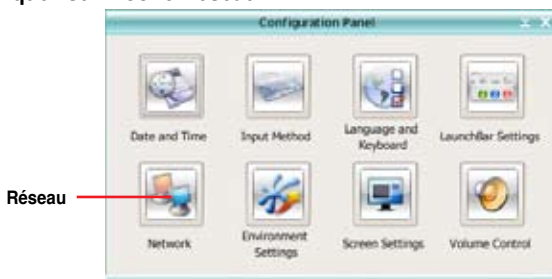 Configuration Panel
Date and Time
Input Method
Language and
Keyboard
LaunchBar Settings
Réseau
Network
Environment
Settings
Screen Settings
Volume Control